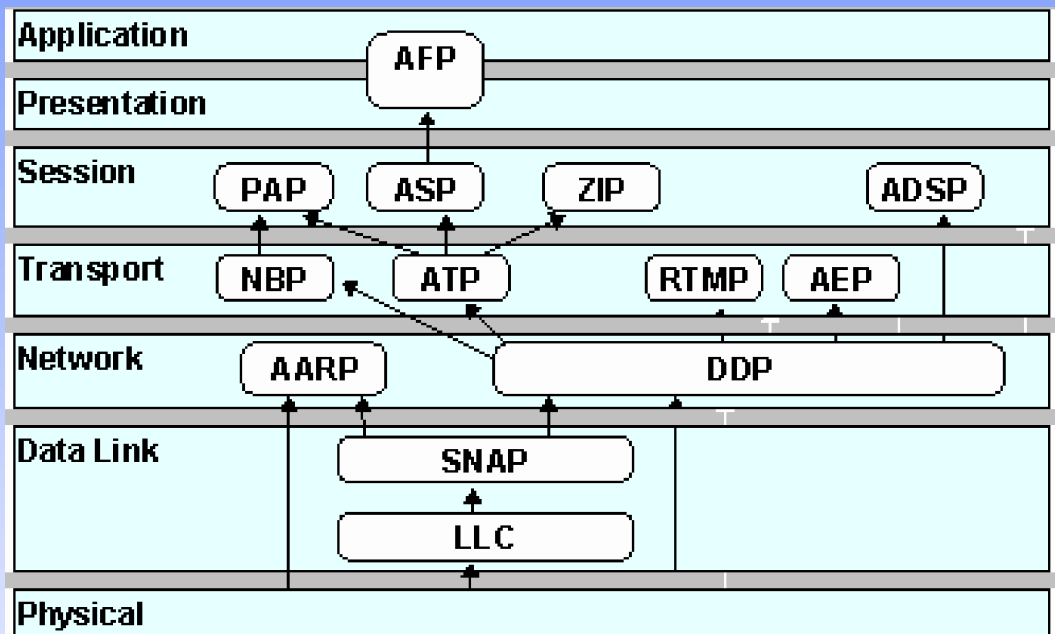 Application
AFP
Presentation
Session
PAP
ASP
ZIP
ADSP
Transport
NBP
ATP
RTMP
AEP
Network
AARP
DDP
Data Link
SNAP
LLC
Physical